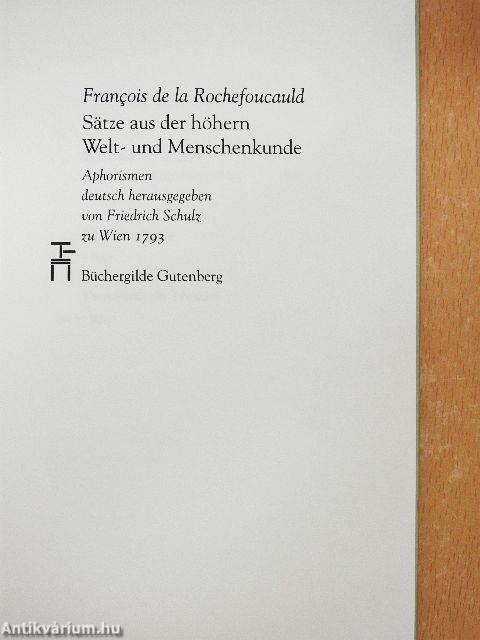 François de la Rochefoucauld
Sätze aus der höhern
Welt- und Menschenkunde
Aphorismen
deutsch herausgegeben
von Friedrich Schulz
zu Wien 1793
Büchergilde Gutenberg
Antikvárium.hu